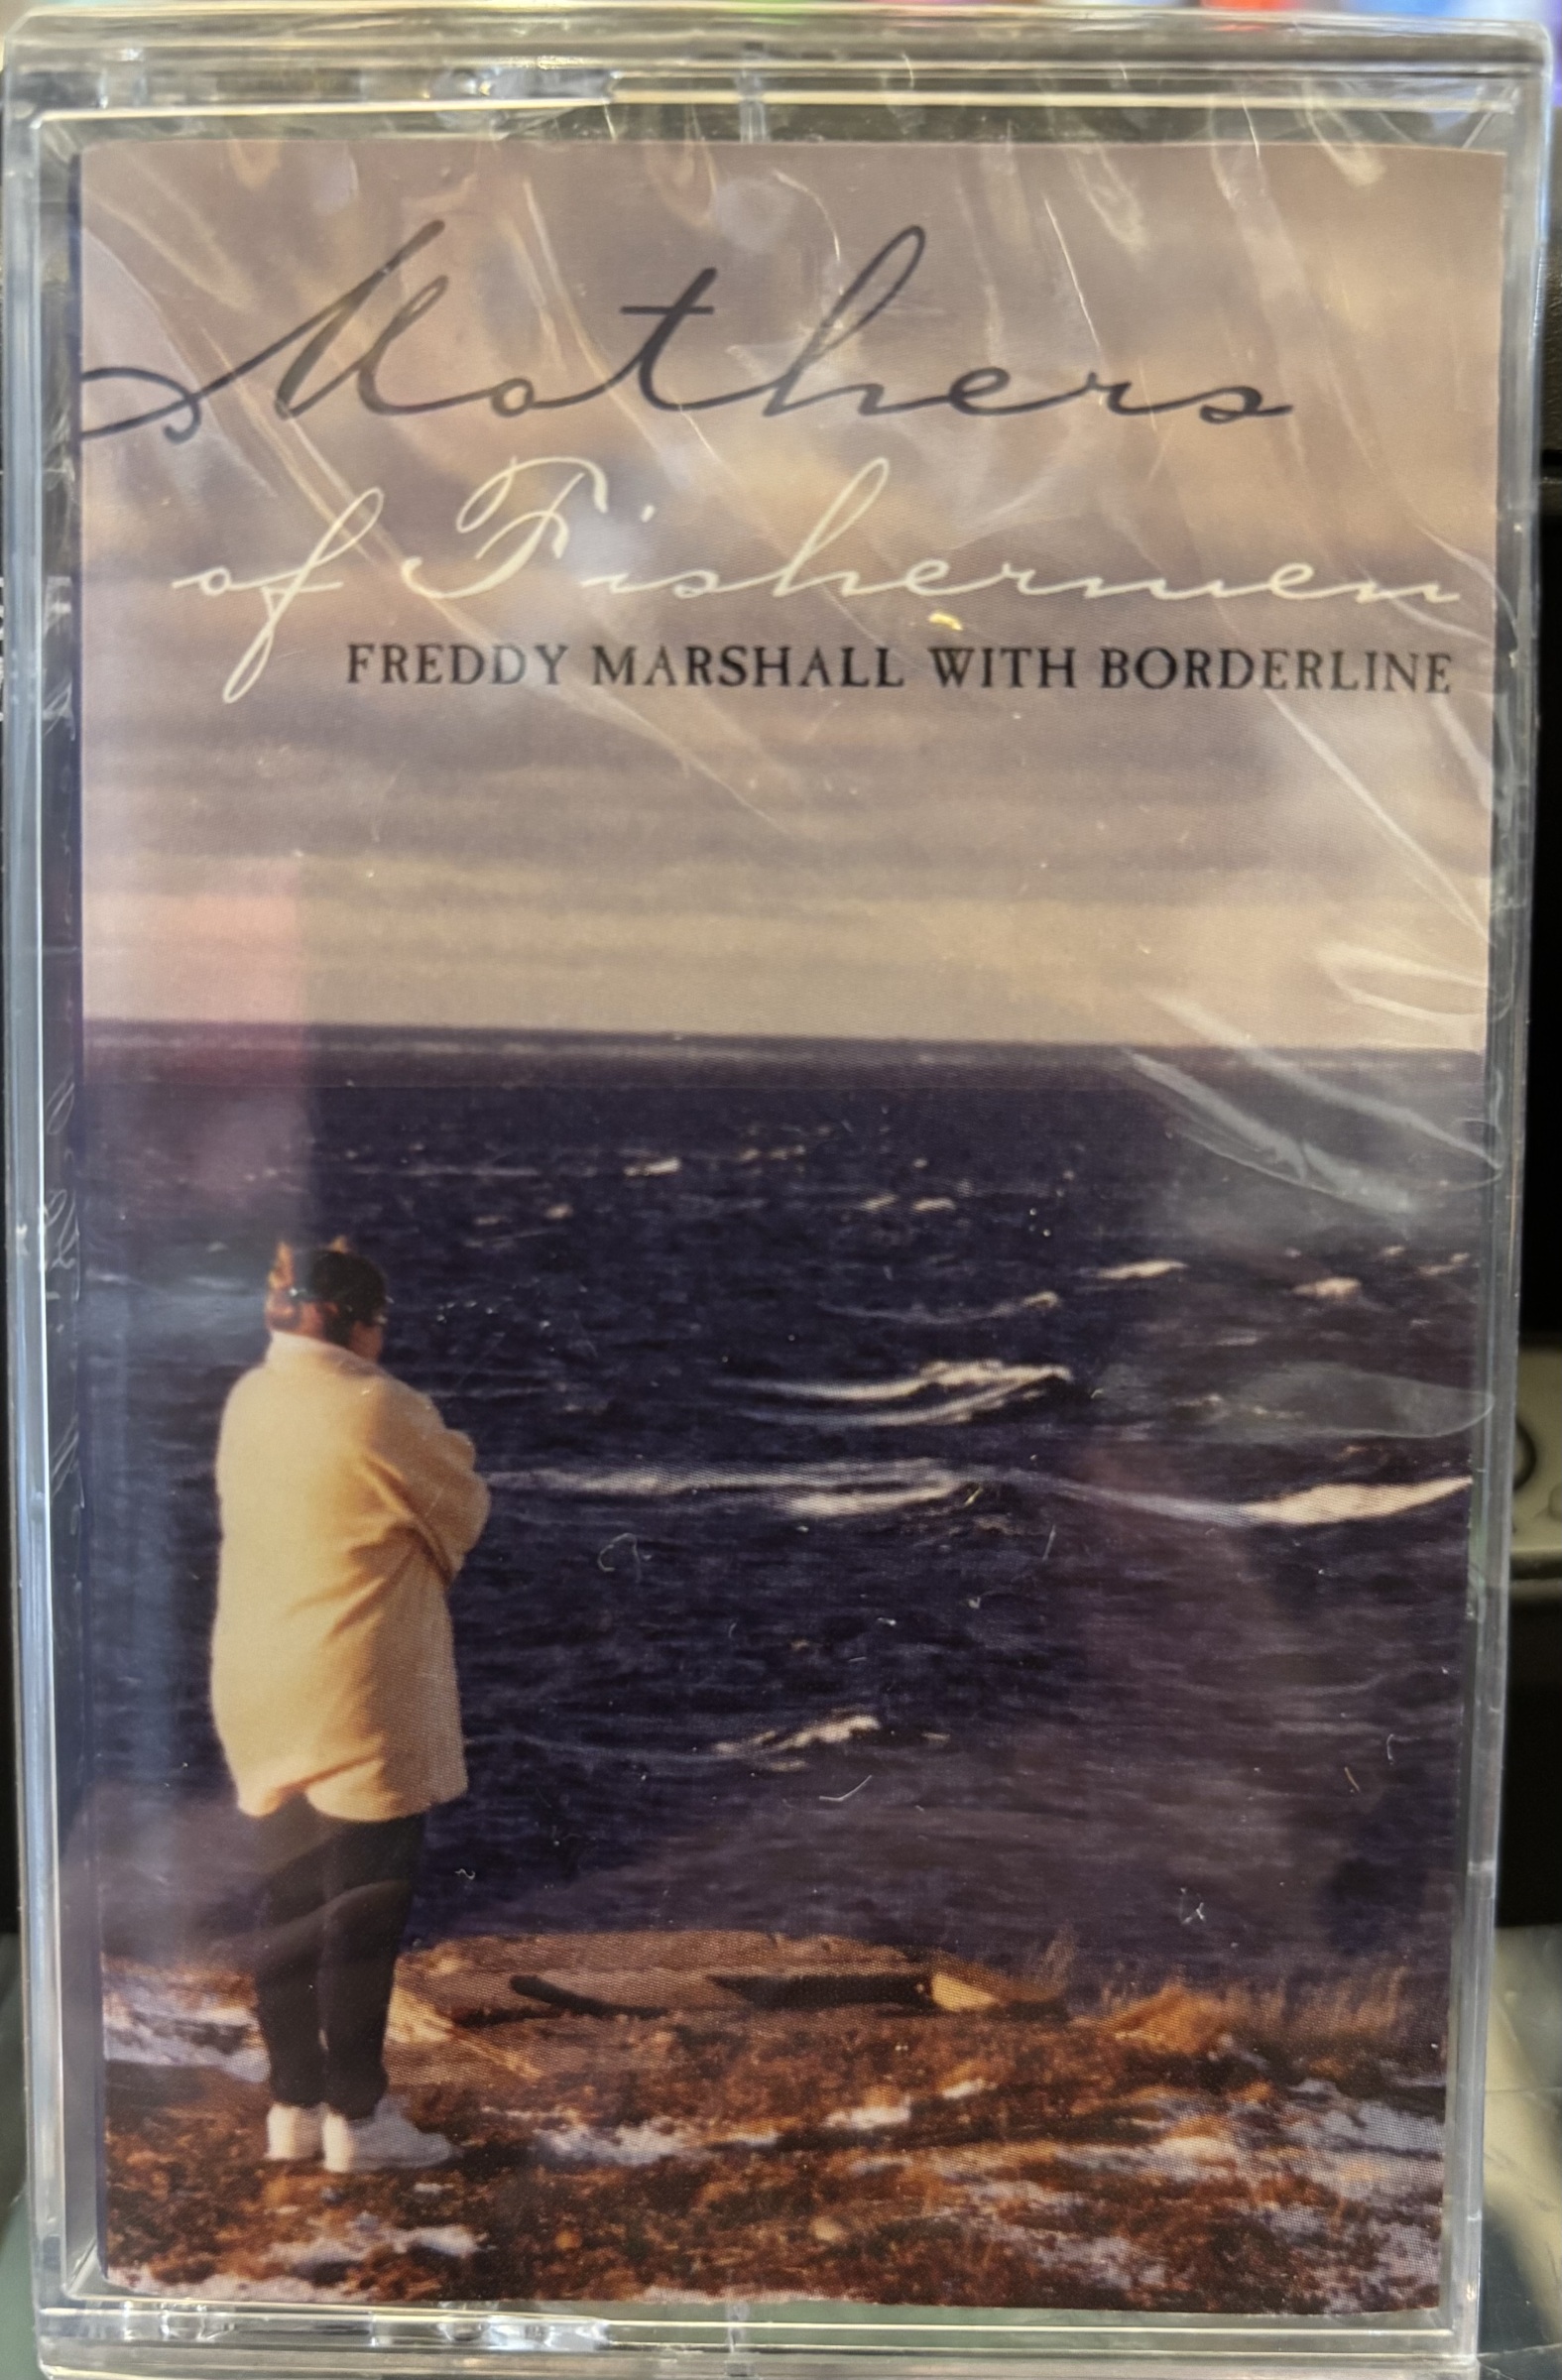 Mothers
of Fishermen
FREDDY MARSHALL WITH BORDERLINE